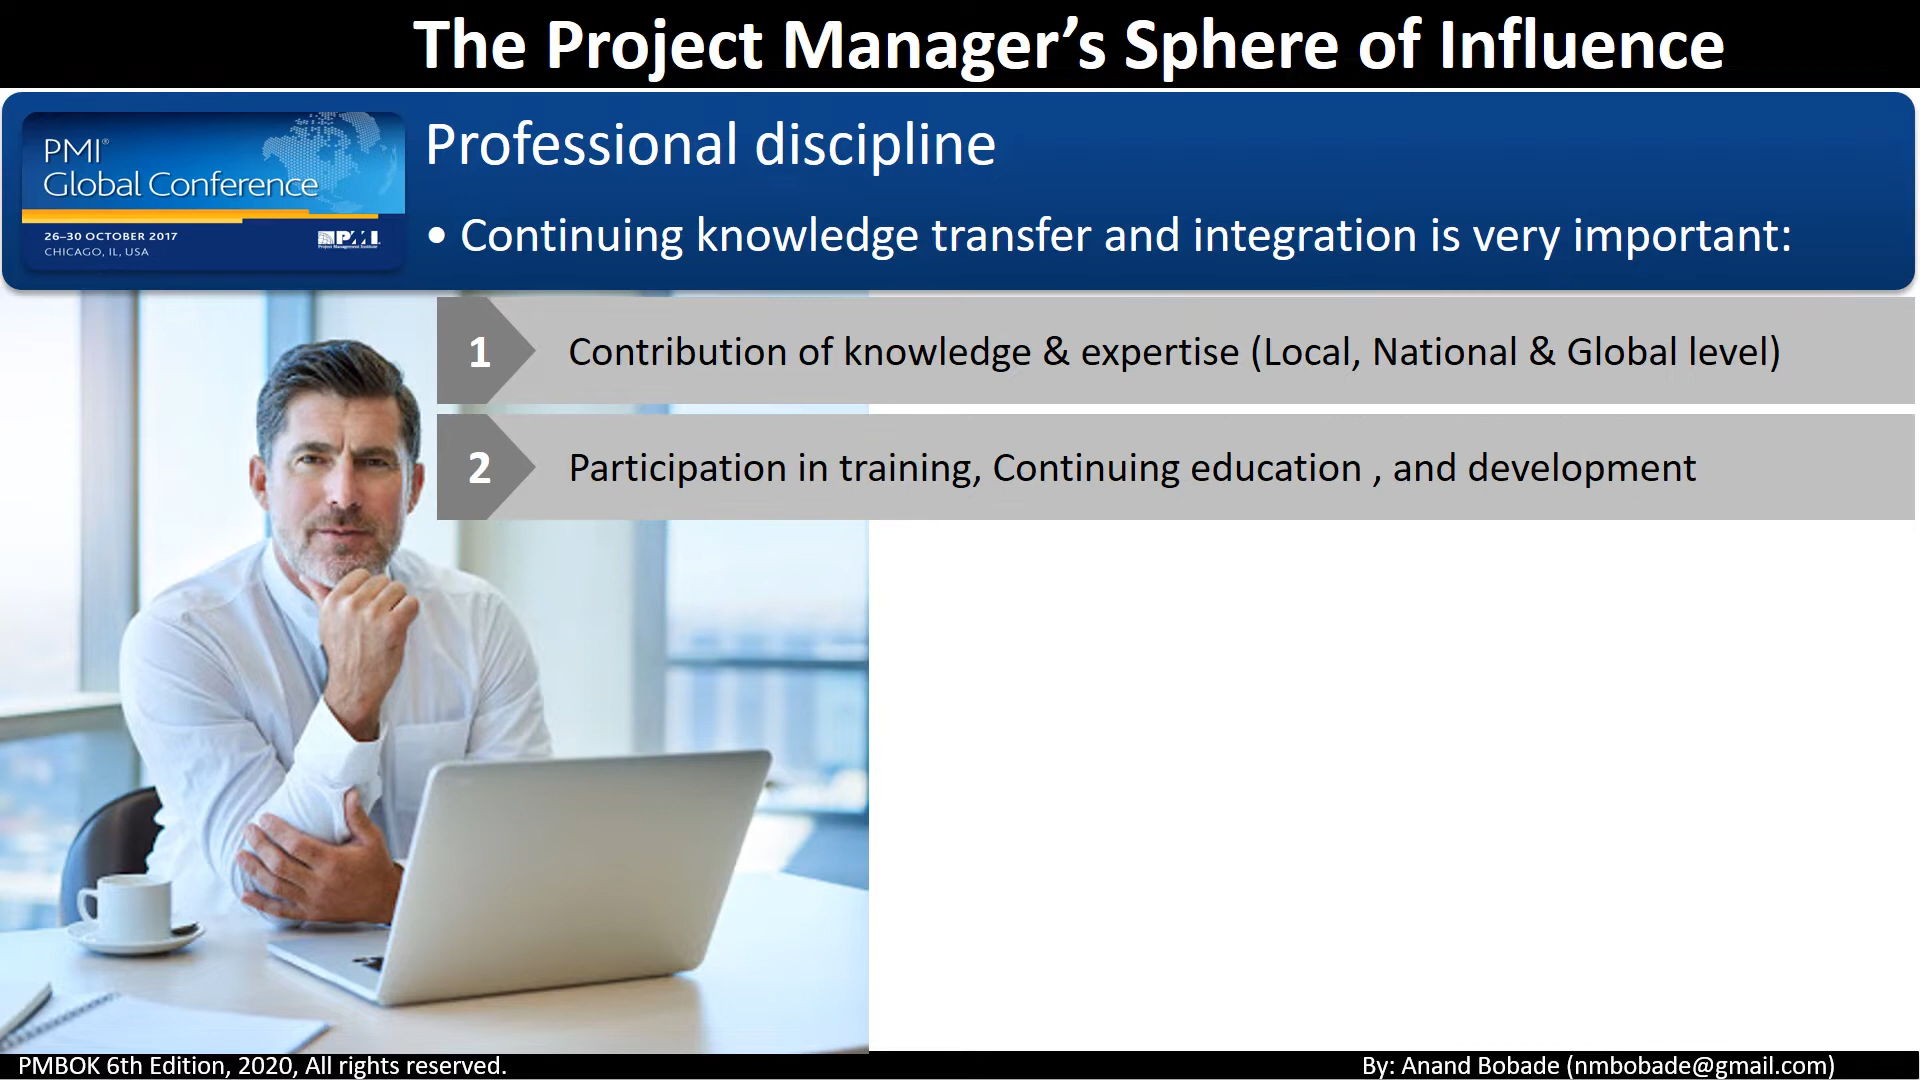 The Project Manager’s Sphere of Influence
PMI®
Global Conference
26–30 OCTOBER 2017
CHICAGO, IL, USA
PMI
Project Management Institute
Professional discipline
• Continuing knowledge transfer and integration is very important:
1 Contribution of knowledge & expertise (Local, National & Global level)
2 Participation in training, Continuing education , and development
PMBOK 6th Edition, 2020, All rights reserved.
By: Anand Bobade (nmbobade@gmail.com)